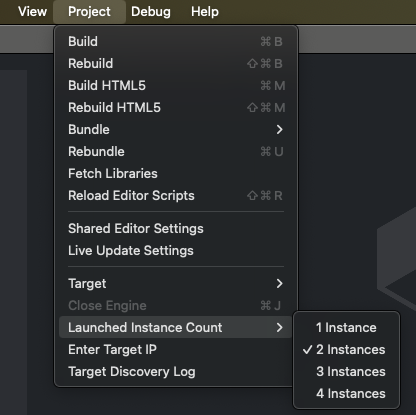 View Project Debug Help
Build ⌘B
Rebuild ⇧⌘B
Build HTML5 ⌘M
Rebuild HTML5 ⇧⌘M
Bundle
Rebundle ⌘U
Fetch Libraries
Reload Editor Scripts ⇧⌘R
Shared Editor Settings
Live Update Settings
Target
Close Engine ⌘J
Launched Instance Count
1 Instance
✓ 2 Instances
3 Instances
4 Instances
Enter Target IP
Target Discovery Log